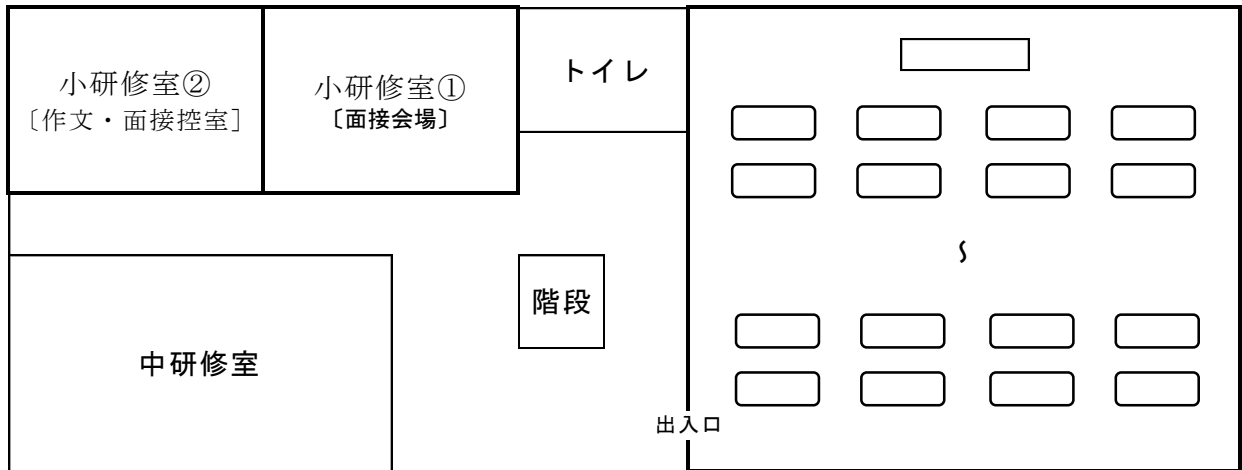 小研修室②
〔作文・面接控室〕
小研修室①
〔面接会場〕
トイレ
～
階段
中研修室
出入口